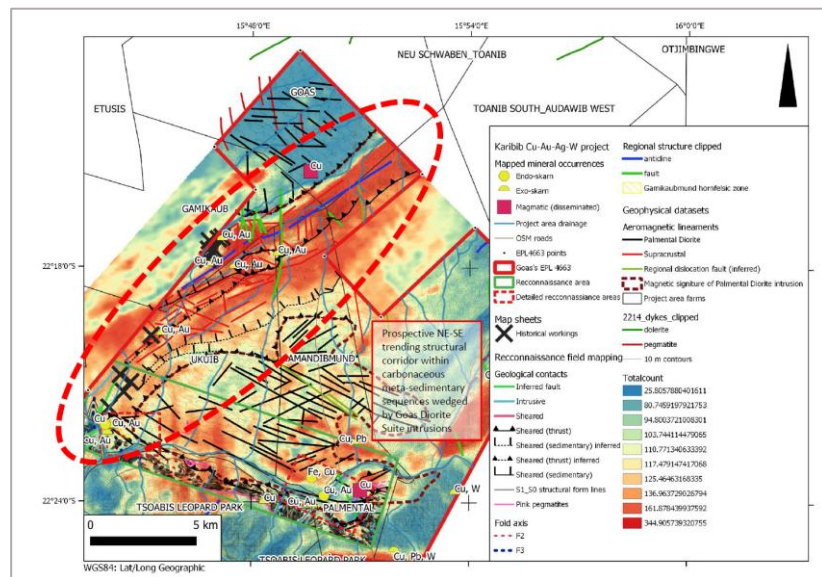 15°48'0"E
15°54'0"E
16°0'0"E
NEU SCHWABEN_TOANIB
OTJIMBINGWE
ETUSIS
GOAS
TOANIB SOUTH_AUDAWIB WEST
Cu
GAMIKAUB
Cu, Au
Cu, Au
Cu, Au
Cu, Au
22°18'0"S
Cu, Au
UKUIB
AMANDIBMUND
Prospective NE-SE
trending structural
corridor within
carbonaceous
meta-sedimentary
sequences wedged
by Goas Diorite
Suite intrusions
Cu
Cu, Au
Cu, Au
Cu, Pb
Fe, Cu
Cu, Au
Cu
Cu, W
22°24'0"S
Cu
Cu, Au
TSOABIS LEOPARD PARK
PALMENTAL
TSOABIS LEOPARD PARK
Cu, Pb, W
0
5 km
WGS84: Lat/Long Geographic
Karibib Cu-Au-Ag-W project
Mapped mineral occurrences
Endo-skarn
Exo-skarn
Magmatic (disseminated)
Project area drainage
OSM roads
EPL4663 points
Goas's EPL 4663
Recconnaissance area
Detailed recconnaissance areas
Map sheets
Historical workings
Recconnaissance field mapping
Geological contacts
Inferred fault
Intrusive
Sheared
Sheared (thrust)
Sheared (sedimentary) inferred
Sheared (thrust) inferred
Sheared (sedimentary)
S1_S0 structural form lines
Pink pegmatites
Fold axis
F2
F3
Regional structure clipped
antidine
fault
Gamikaubmund hornfelsic zone
Geophysical datasets
Aeromagnetic lineaments
Palmental Diorite
Supracrustal
Regional dislocation fault (inferred)
Magnetic signiture of Palmental Diorite intrusion
Project area farms
2214_dykes_clipped
dolerite
pegmatite
10 m contours
Totalcount
25.8057880401611
80.7459197921753
94.8003721008301
103.744114479065
110.771340633392
117.479147417068
125.46463168335
136.963729026794
161.878439937592
344.905739320755